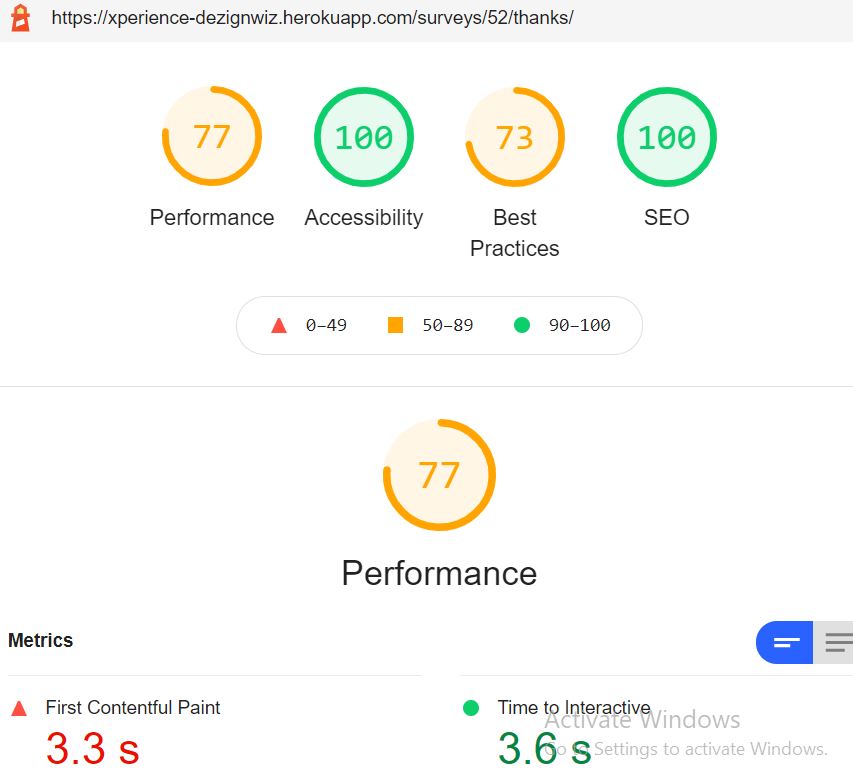 https://xperience-dezignwiz.herokuapp.com/surveys/52/thanks/
77 100 73 100
Performance Accessibility Best Practices SEO
0–49 50–89 90–100
77
Performance
Metrics
First Contentful Paint Time to Interactive
3.3 s 3.6 s
Activate Windows
Go to Settings to activate Windows.